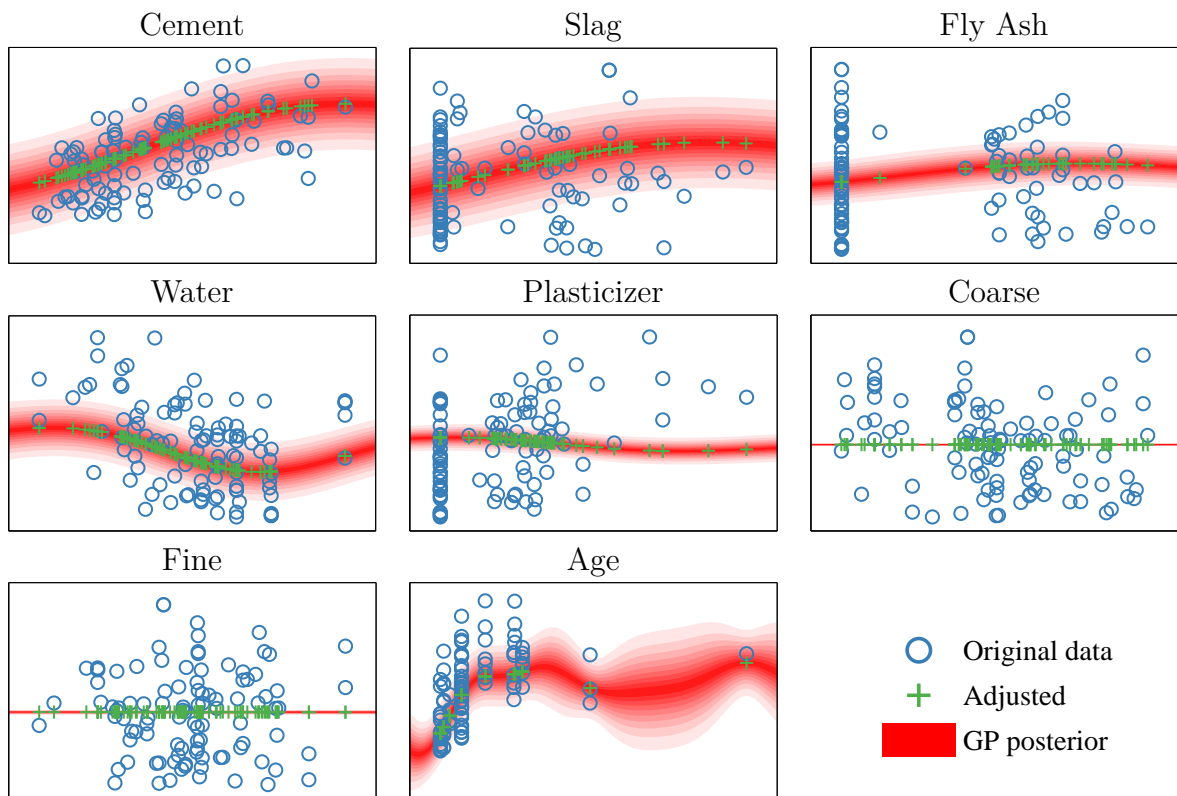 Cement Slag Fly Ash
Water Plasticizer Coarse
Fine Age
Original data
Adjusted
GP posterior